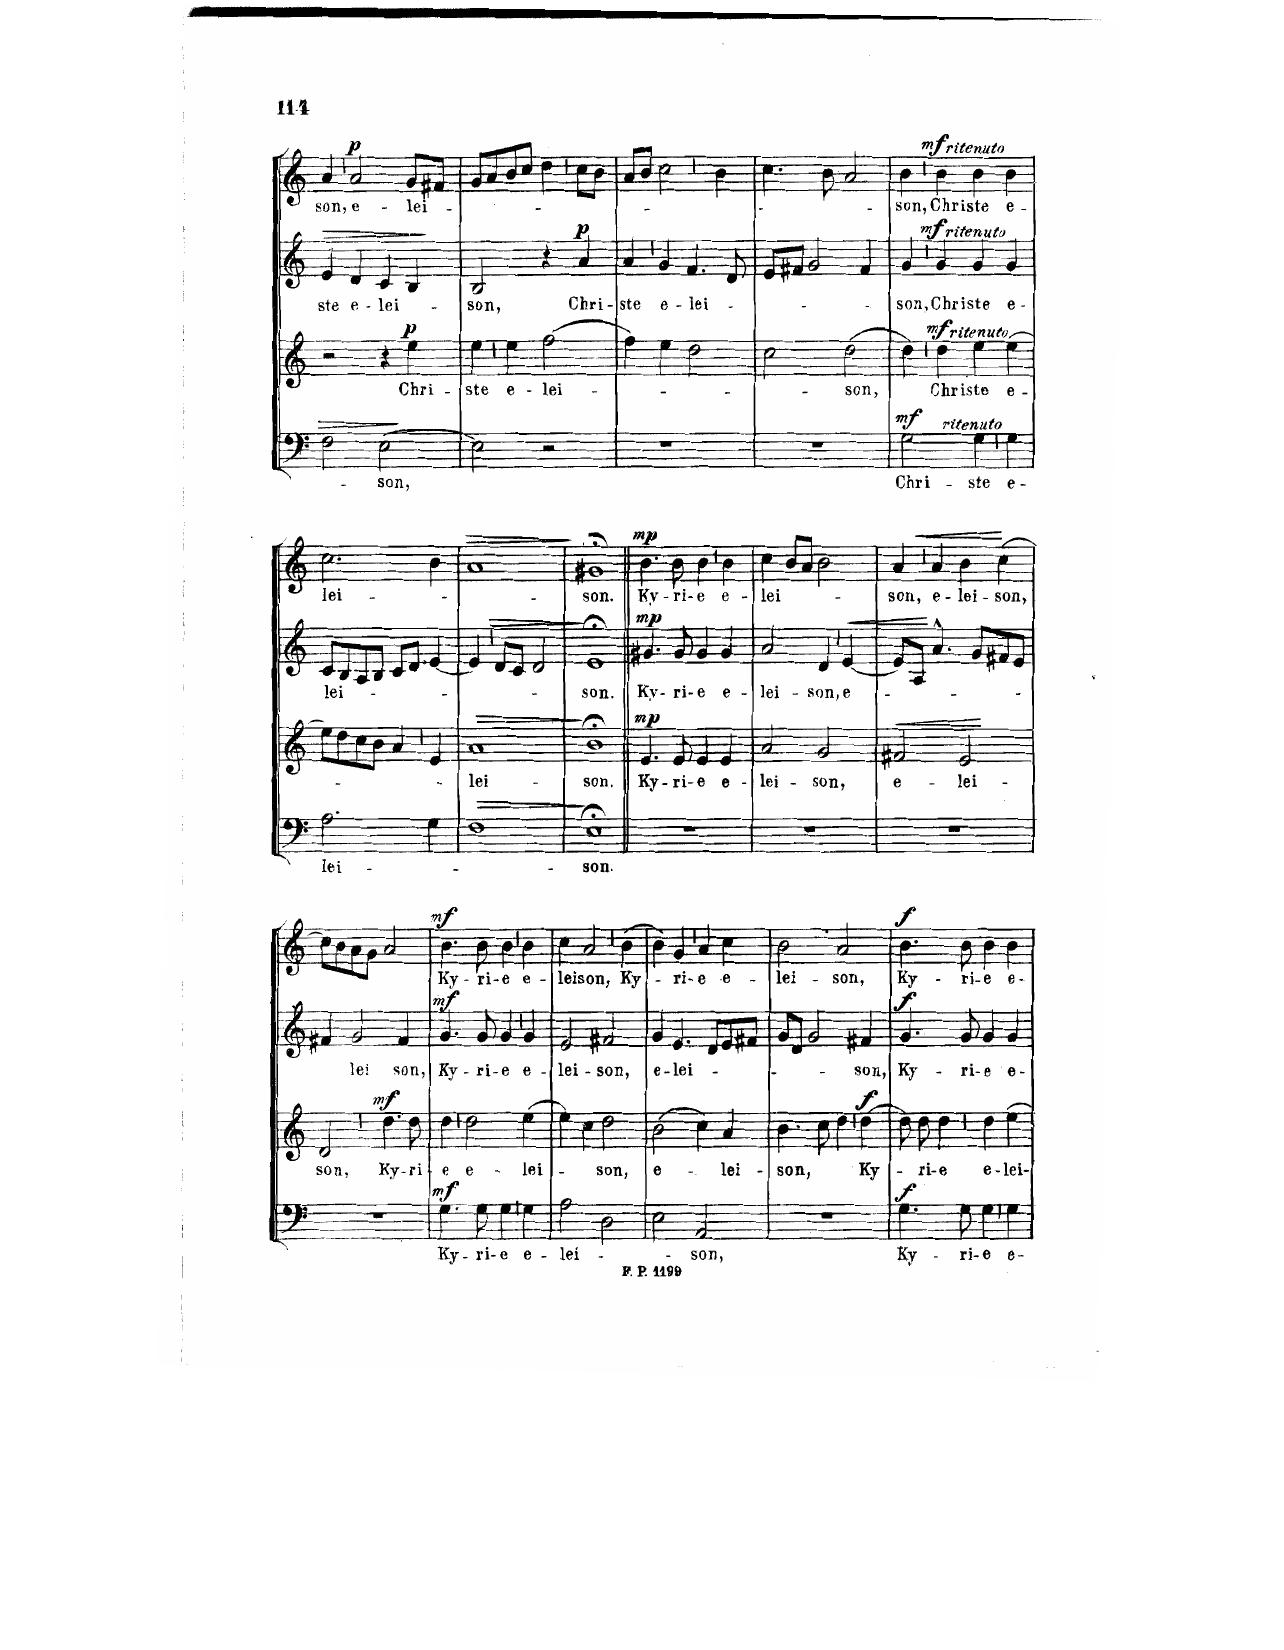 114
p
son, e - lei -
mf ritenuto
son, Christe e -
p
mf ritenuto
ste e - lei - son, Chri - ste e - lei - son, Christe e -
p
mf ritenuto
Chri - ste e - lei - son, Christe e -
mf ritenuto
- son, Chri - ste e -
mp
lei - son. Ky - ri - e e - lei - son, e - lei - son,
mp
lei - son. Ky - ri - e e - lei - son, e -
mp
- lei - son. Ky - ri - e e - lei - son, e - lei -
lei - son.
mf f
Ky - ri - e e - leison, Ky - ri - e e - lei - son, Ky - ri - e e -
mf f
lei son, Ky - ri - e e - lei - son, e - lei - son, Ky - ri - e e -
mf f
son, Ky - ri e e - lei - son, e - lei - son, Ky - ri - e e - lei -
mf f
Ky - ri - e e - lei - son, Ky - ri - e e -
F. P. 1199